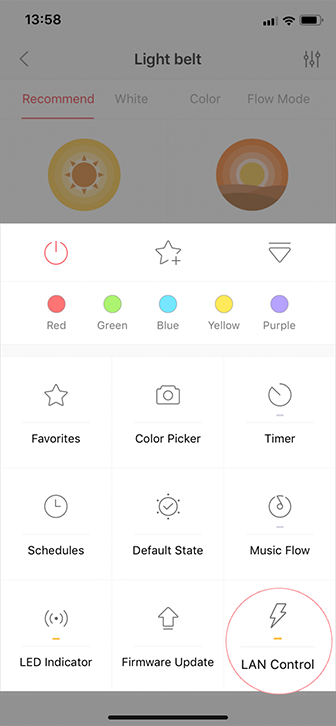 13:58
Light belt
Recommend White Color Flow Mode
Red Green Blue Yellow Purple
Favorites Color Picker Timer
Schedules Default State Music Flow
LED Indicator Firmware Update LAN Control